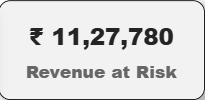 ₹ 11,27,780
Revenue at Risk